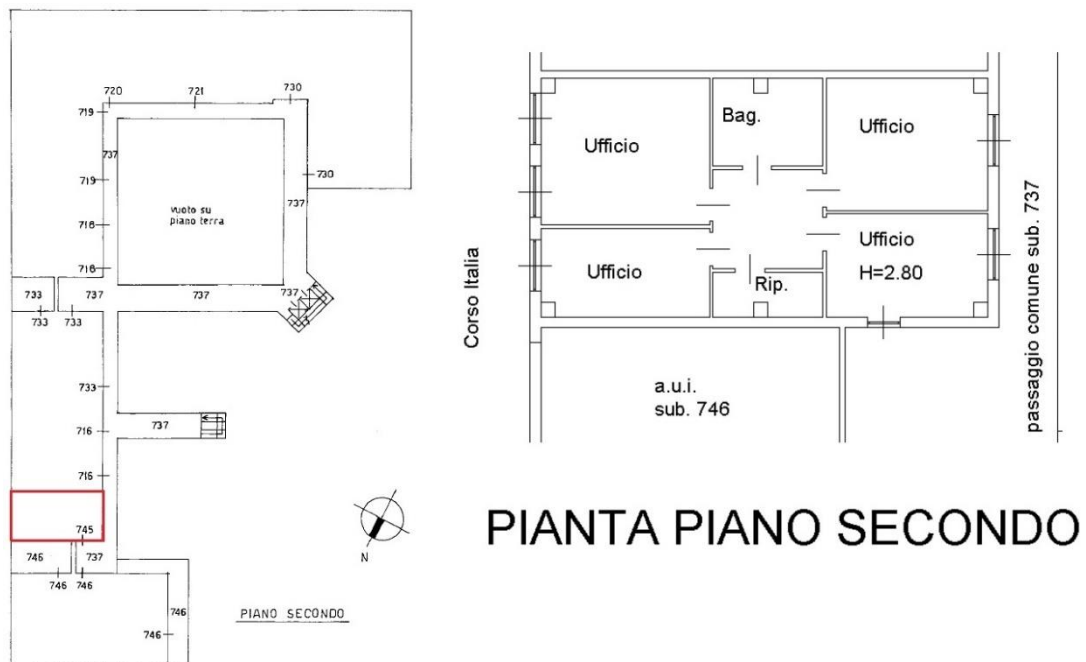 720
721
730
719
737
719
730
vuoto su
piano terra
737
718
716
733
737
737
737
733
733
733
737
716
716
745
746
737
746
746
N
746
PIANO SECONDO
746
Bag.
Ufficio
Ufficio
Ufficio
Ufficio
H=2.80
Rip.
Corso Italia
passaggio comune sub. 737
a.u.i.
sub. 746
PIANTA PIANO SECONDO